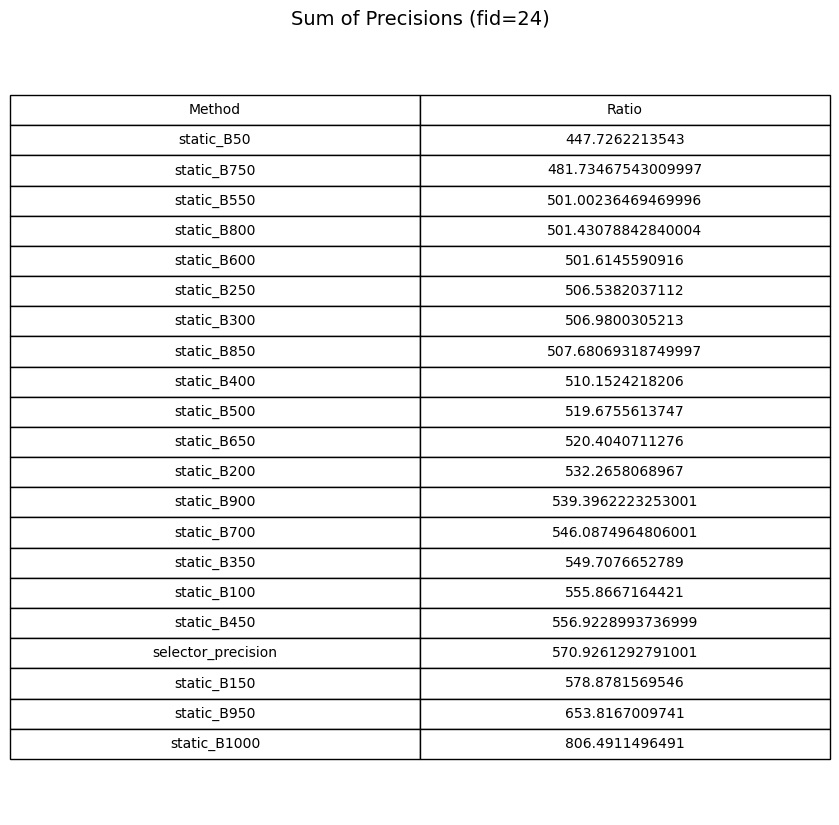 Sum of Precisions (fid=24)
Method Ratio
static_B50 447.7262213543
static_B750 481.73467543009997
static_B550 501.00236469469996
static_B800 501.43078842840004
static_B600 501.6145590916
static_B250 506.5382037112
static_B300 506.9800305213
static_B850 507.68069318749997
static_B400 510.1524218206
static_B500 519.6755613747
static_B650 520.4040711276
static_B200 532.2658068967
static_B900 539.3962223253001
static_B700 546.0874964806001
static_B350 549.7076652789
static_B100 555.8667164421
static_B450 556.9228993736999
selector_precision 570.9261292791001
static_B150 578.8781569546
static_B950 653.8167009741
static_B1000 806.4911496491